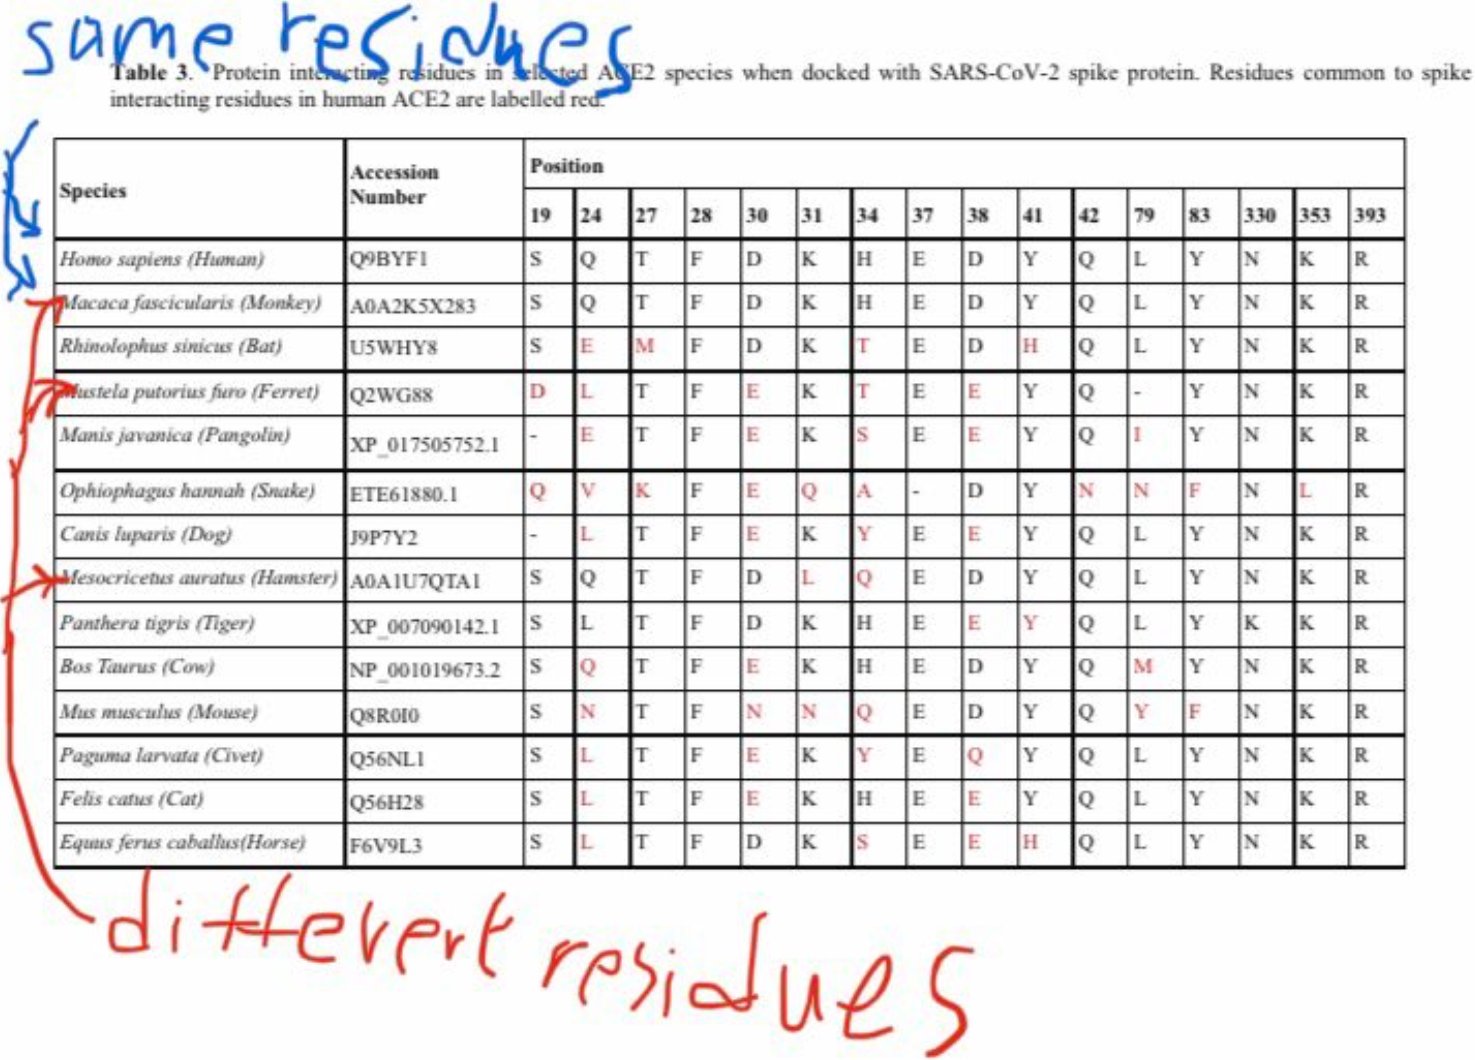 same residues
Table 3. Protein interacting residues in selected ACE2 species when docked with SARS-CoV-2 spike protein. Residues common to spike
interacting residues in human ACE2 are labelled red.
Species Accession Number Position
19 24 27 28 30 31 34 37 38 41 42 79 83 330 353 393
Homo sapiens (Human) Q9BYF1 S Q T F D K H E D Y Q L Y N K R
Macaca fascicularis (Monkey) A0A2K5X283 S Q T F D K H E D Y Q L Y N K R
Rhinolophus sinicus (Bat) U5WHY8 S E M F D K T E D H Q L Y N K R
Mustela putorius furo (Ferret) Q2WG88 D L T F E K T E E Y Q - Y N K R
Manis javanica (Pangolin) XP_017505752.1 - E T F E K S E E Y Q I Y N K R
Ophiophagus hannah (Snake) ETE61880.1 Q V K F E Q A - D Y N N F N L R
Canis luparis (Dog) J9P7Y2 - L T F E K Y E E Y Q L Y N K R
Mesocricetus auratus (Hamster) A0A1U7QTA1 S Q T F D L Q E D Y Q L Y N K R
Panthera tigris (Tiger) XP_007090142.1 S L T F D K H E E Y Q L Y K K R
Bos Taurus (Cow) NP_001019673.2 S Q T F E K H E D Y Q M Y N K R
Mus musculus (Mouse) Q8R0I0 S N T F N N Q E D Y Q Y F N K R
Paguma larvata (Civet) Q56NL1 S L T F E K Y E Q Y Q L Y N K R
Felis catus (Cat) Q56H28 S L T F E K H E E Y Q L Y N K R
Equus ferus caballus(Horse) F6V9L3 S L T F D K S E E H Q L Y N K R
differert residues